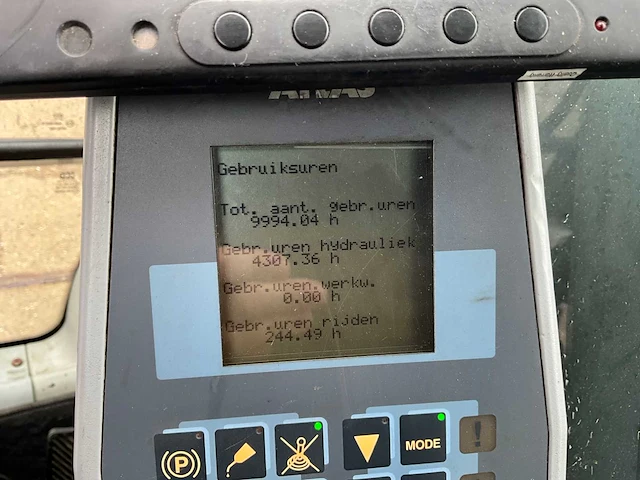 ATLAS
Gebruiksuren
Tot. aant. gebr.uren
9994.04 h
Gebr.uren hydrauliek
4307.36 h
Gebr.uren.werkw.
0.00 h
Gebr.uren rijden
244.49 h
P
MODE
!